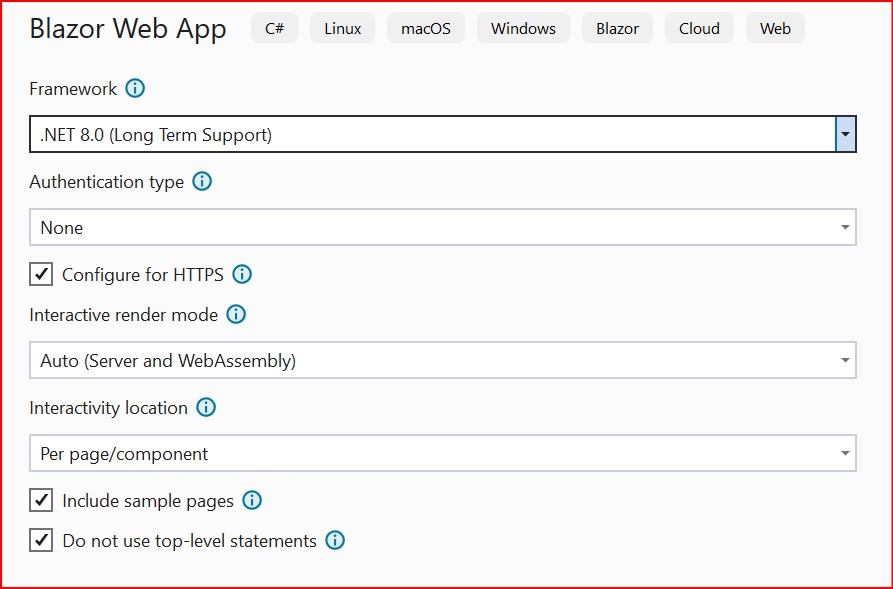 Blazor Web App C# Linux macOS Windows Blazor Cloud Web
Framework
.NET 8.0 (Long Term Support)
Authentication type
None
Configure for HTTPS
Interactive render mode
Auto (Server and WebAssembly)
Interactivity location
Per page/component
Include sample pages
Do not use top-level statements